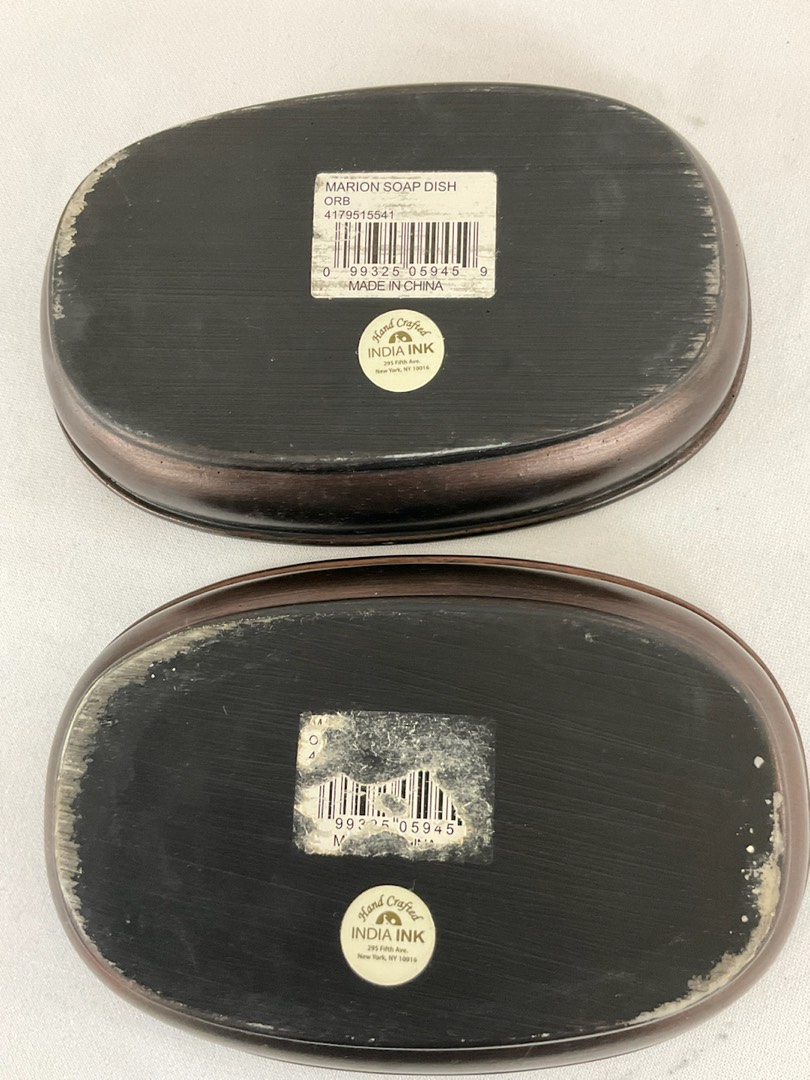 MARION SOAP DISH
ORB
4179515541
0 99325 05945 9
MADE IN CHINA
Hand Crafted
INDIA INK
295 Fifth Ave.
New York, NY 10016
M
O
4
05945
Hand Crafted
INDIA INK
295 Fifth Ave.
New York, NY 10016